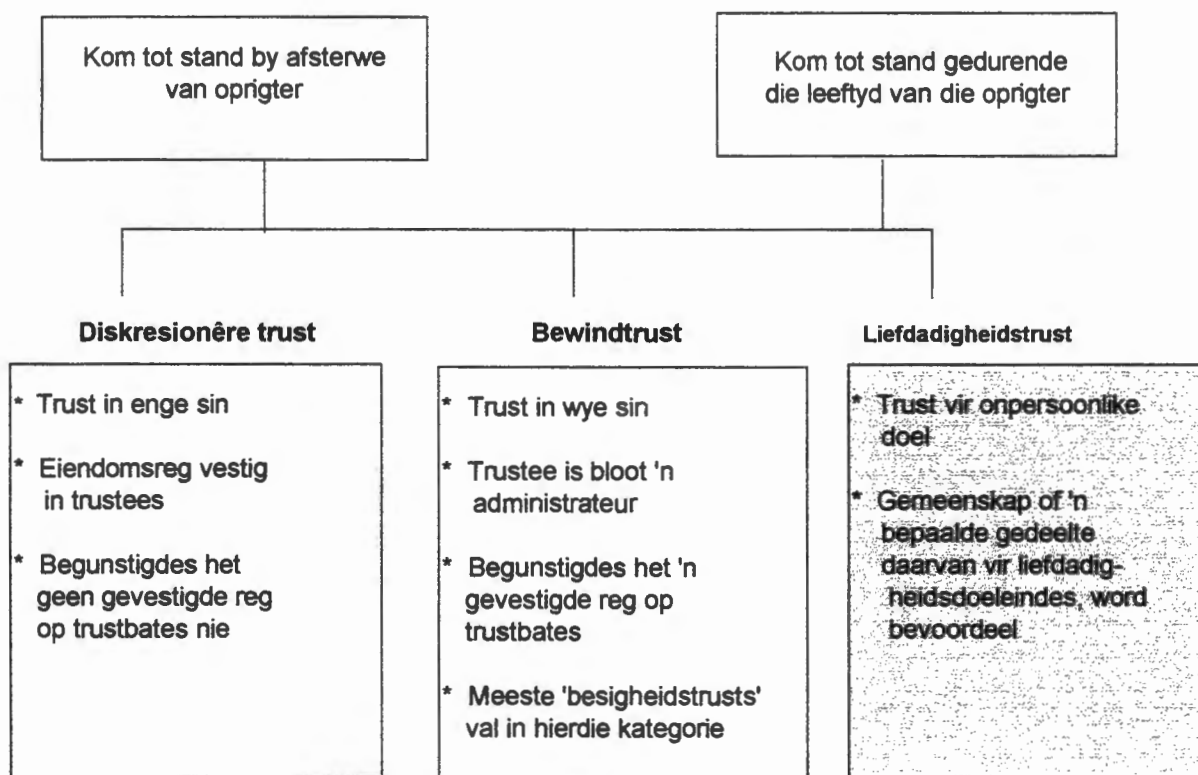 Kom tot stand by afsterwe
van oprigter
Kom tot stand gedurende
die leeftyd van die oprigter
Diskresionêre trust
* Trust in enge sin
* Eiendomsreg vestig
in trustees
* Begunstigdes het
geen gevestigde reg
op trustbates nie
Bewindtrust
* Trust in wye sin
* Trustee is bloot 'n
administrateur
* Begunstigdes het 'n
gevestigde reg op
trustbates
* Meeste 'besigheidstrusts'
val in hierdie kategorie
Liefdadigheidstrust
* Trust vir onpersoonlike
doel
* Gemeenskap of 'n
bepaalde gedeelte
daarvan vir liefdadig-
heidsdoeleindes, word
bevoordeel